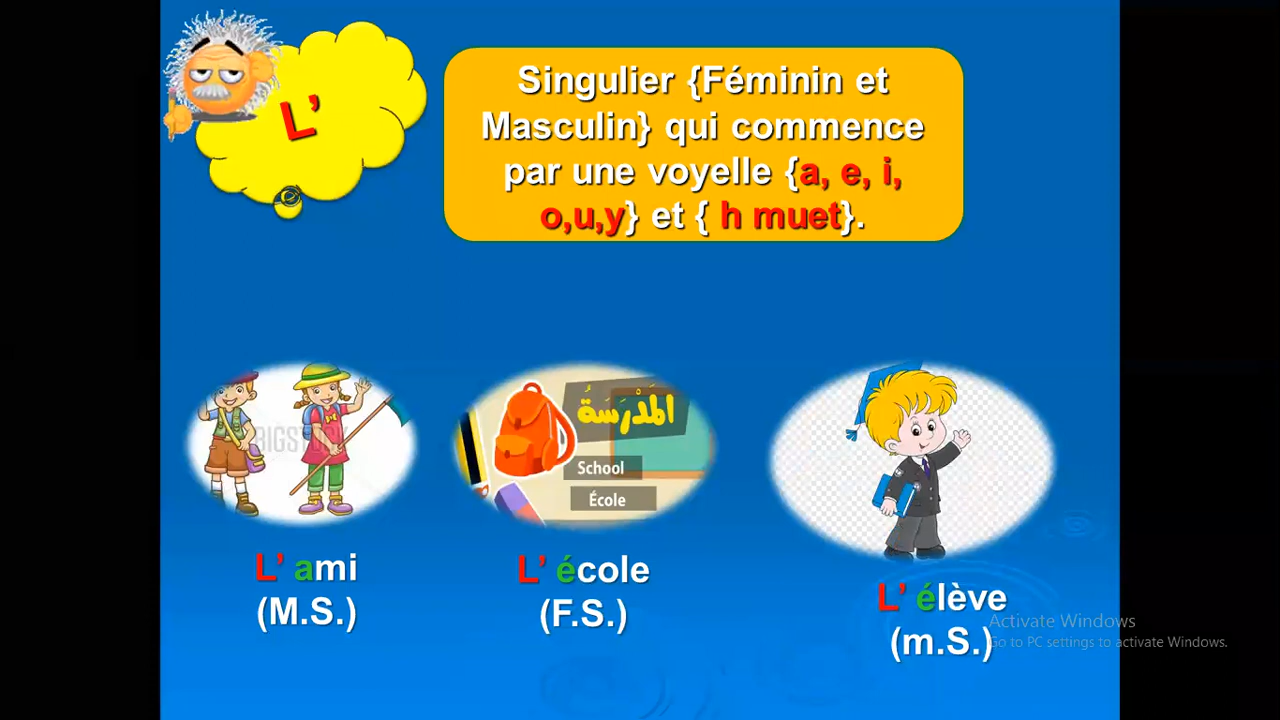 L'
Singulier {Féminin et
Masculin} qui commence
par une voyelle {a, e, i,
o,u,y} et { h muet}.
BIGSTOCK
المَدْرَسَةُ
School
École
L' ami
(M.S.)
L' école
(F.S.)
L' élève
(m.S.)
Activate Windows
Go to PC settings to activate Windows.